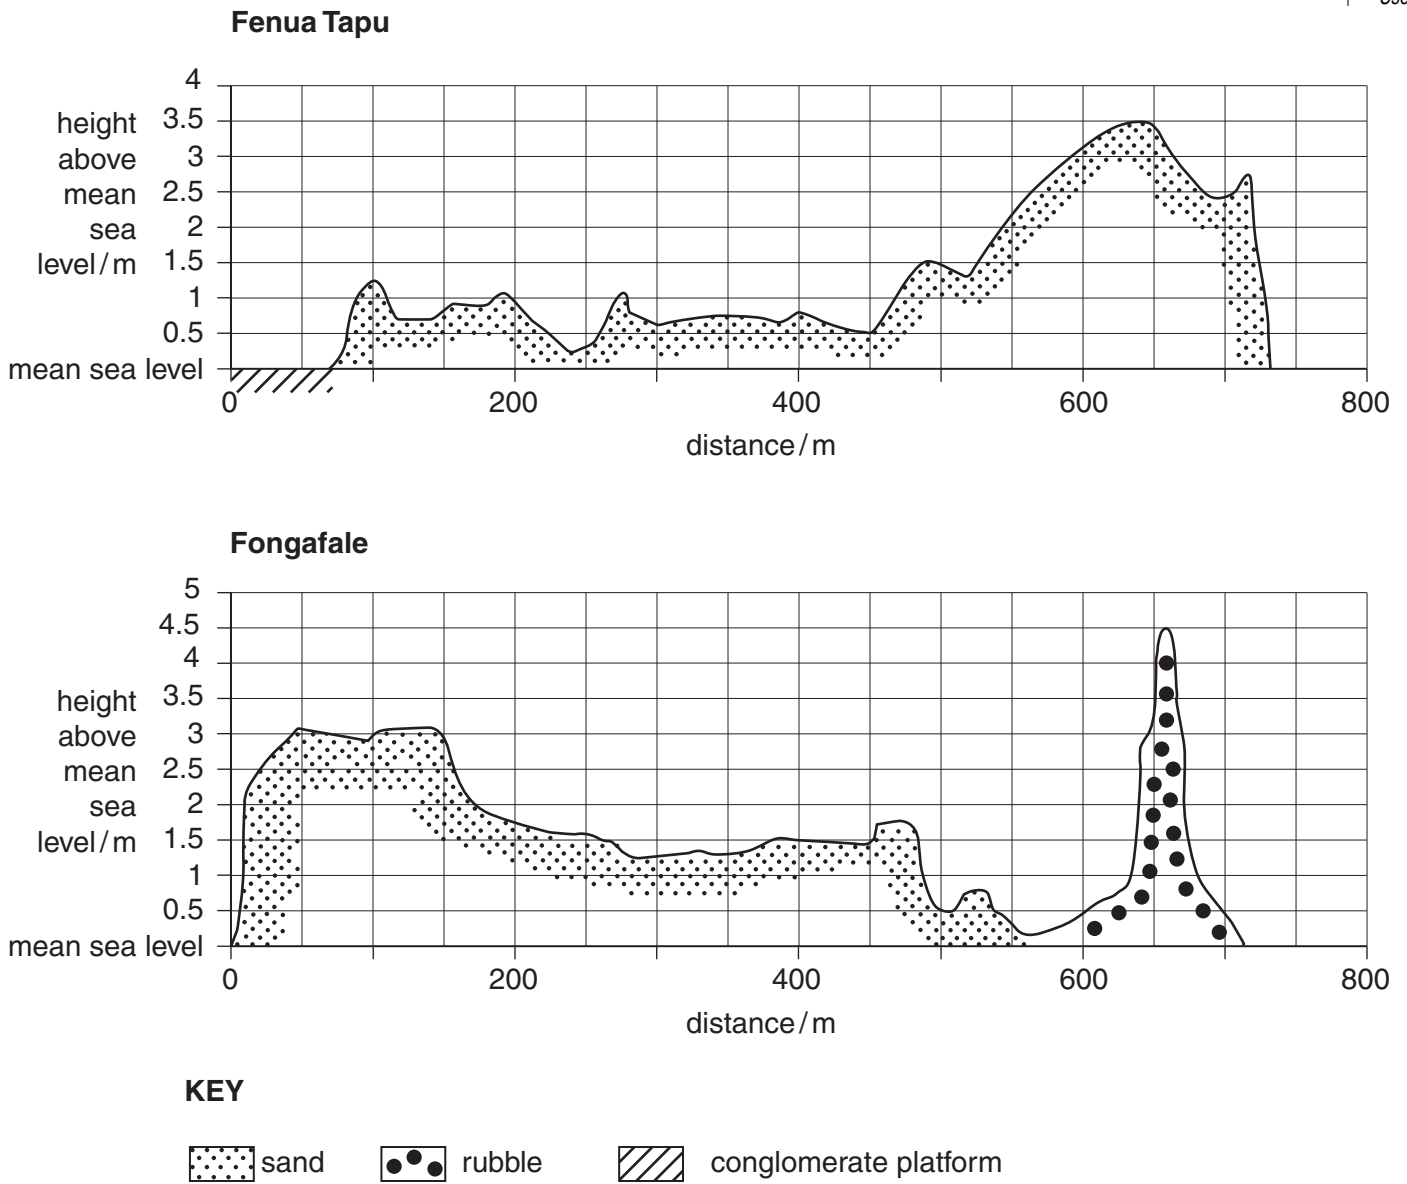 Fenua Tapu
4
height 3.5
above 3
mean 2.5
sea 2
level / m 1.5
1
0.5
mean sea level
0 200 400 600 800
distance / m
Fongafale
5
4.5
4
height 3.5
above 3
mean 2.5
sea 2
level / m 1.5
1
0.5
mean sea level
0 200 400 600 800
distance / m
KEY
sand rubble conglomerate platform